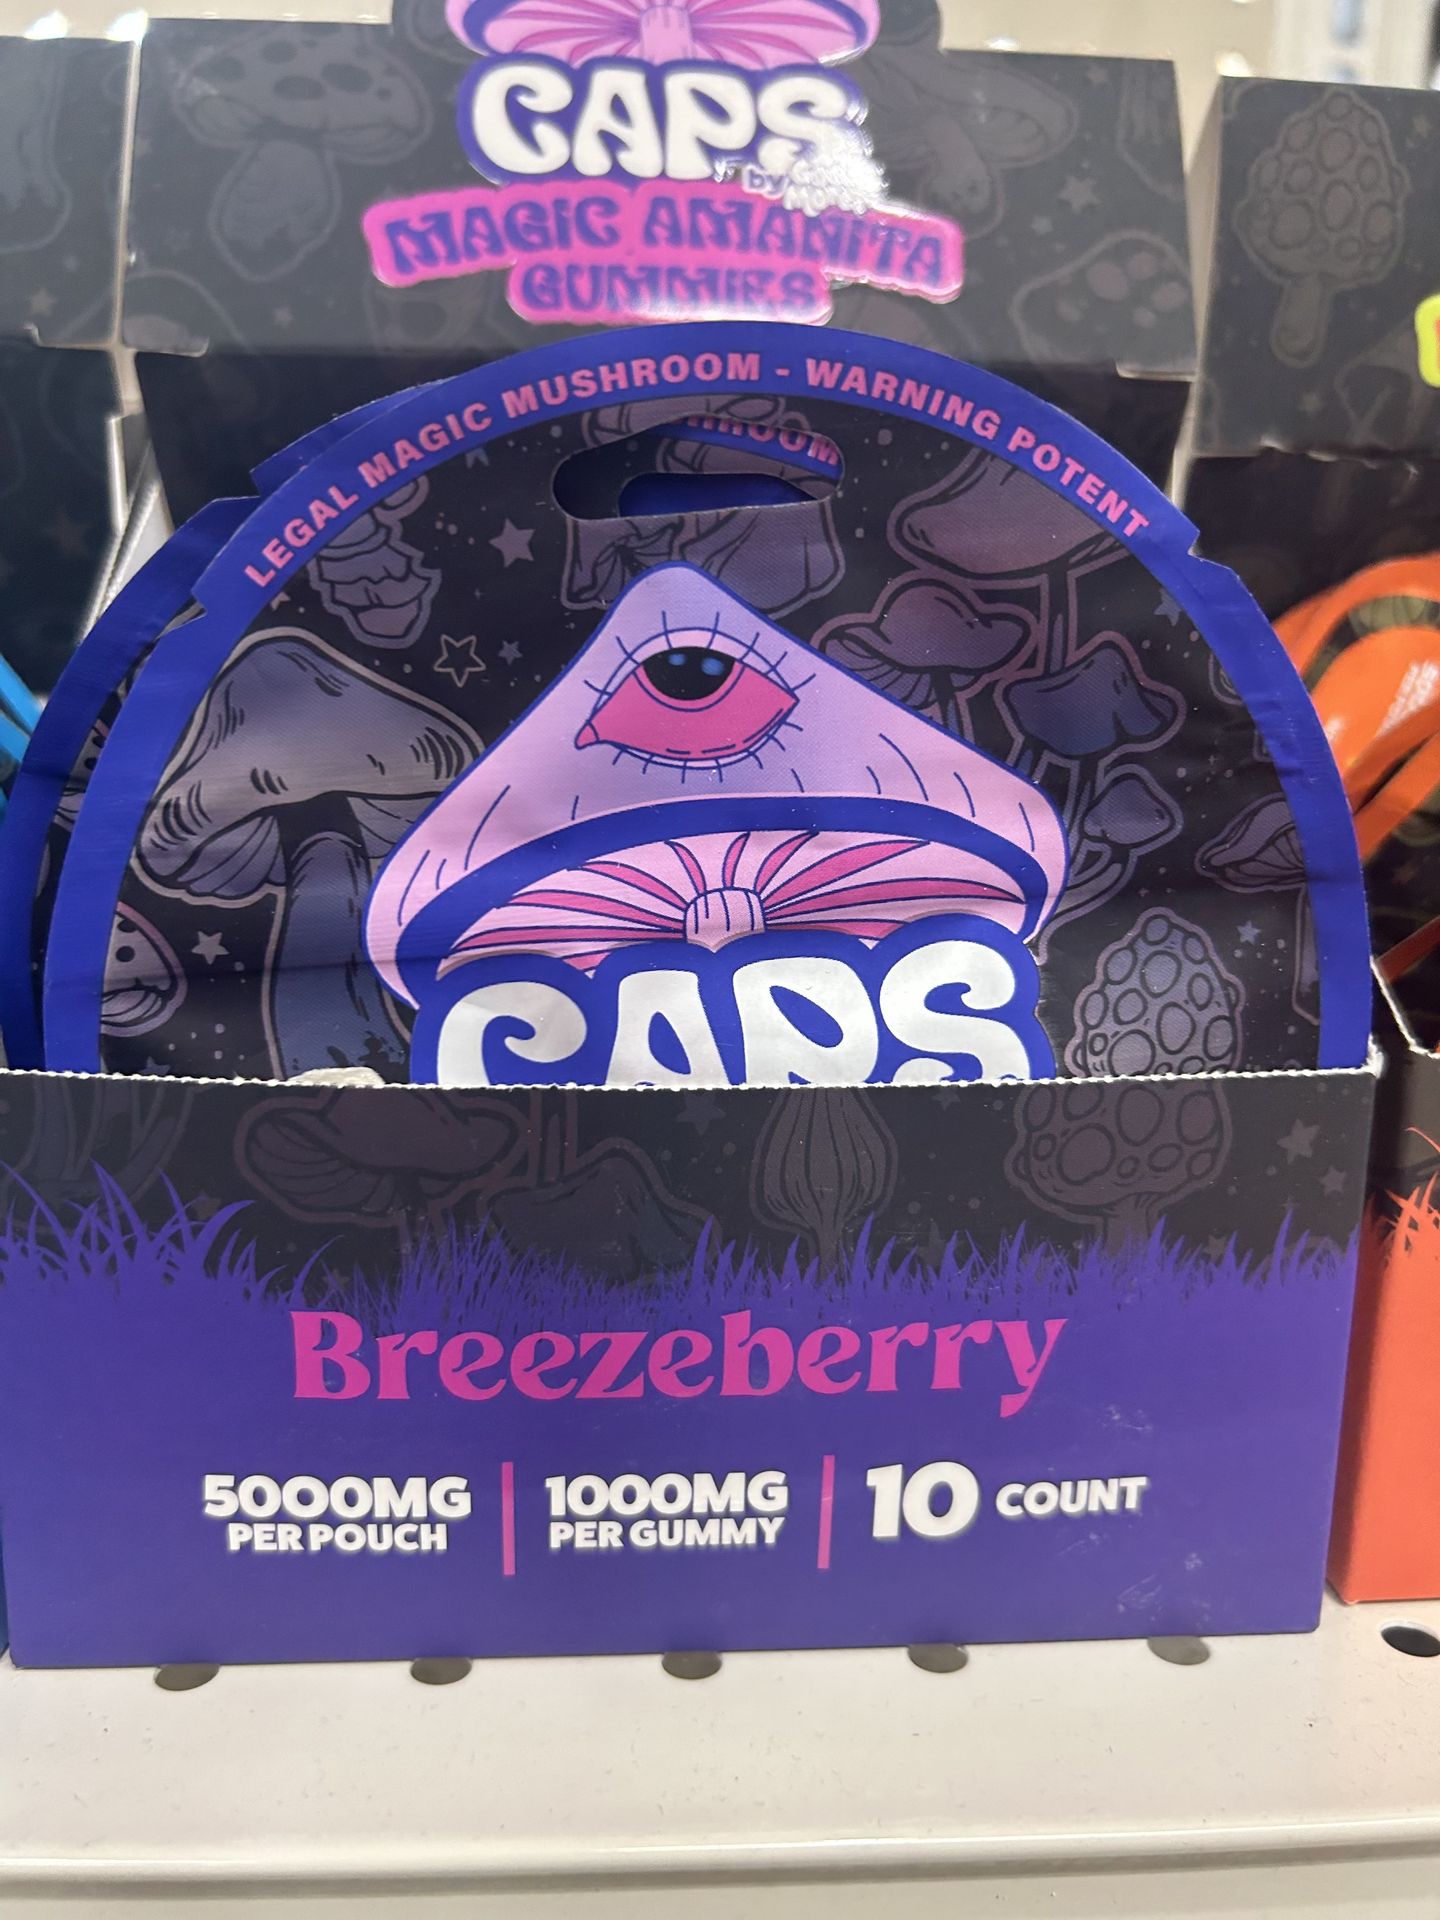 CAPS
by
MAGIC AMANITA
GUMMIES
LEGAL MAGIC MUSHROOM - WARNING POTENT
CAPS
Breezeberry
5000MG
PER POUCH
1000MG
PER GUMMY
10 COUNT